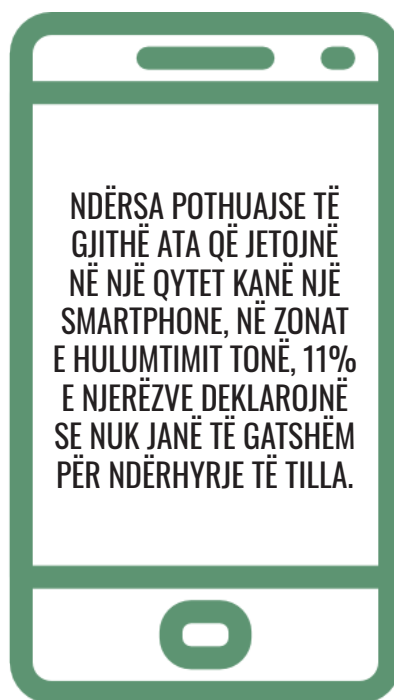 NDËRSA POTHUAJSE TË
GJITHË ATA QË JETOJNË
NË NJË QYTET KANË NJË
SMARTPHONE, NË ZONAT
E HULUMTIMIT TONË, 11%
E NJERËZVE DEKLAROJNË
SE NUK JANË TË GATSHËM
PËR NDËRHYRJE TË TILLA.